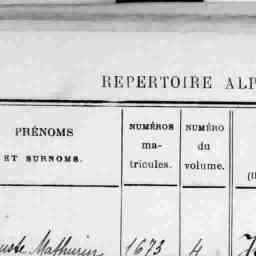 REPERTOIRE ALP
PRÉNOMS
ET SURNOMS.
NUMÉROS
ma-
tricules.
NUMÉRO
du
volume.
Mathurin 1673 4